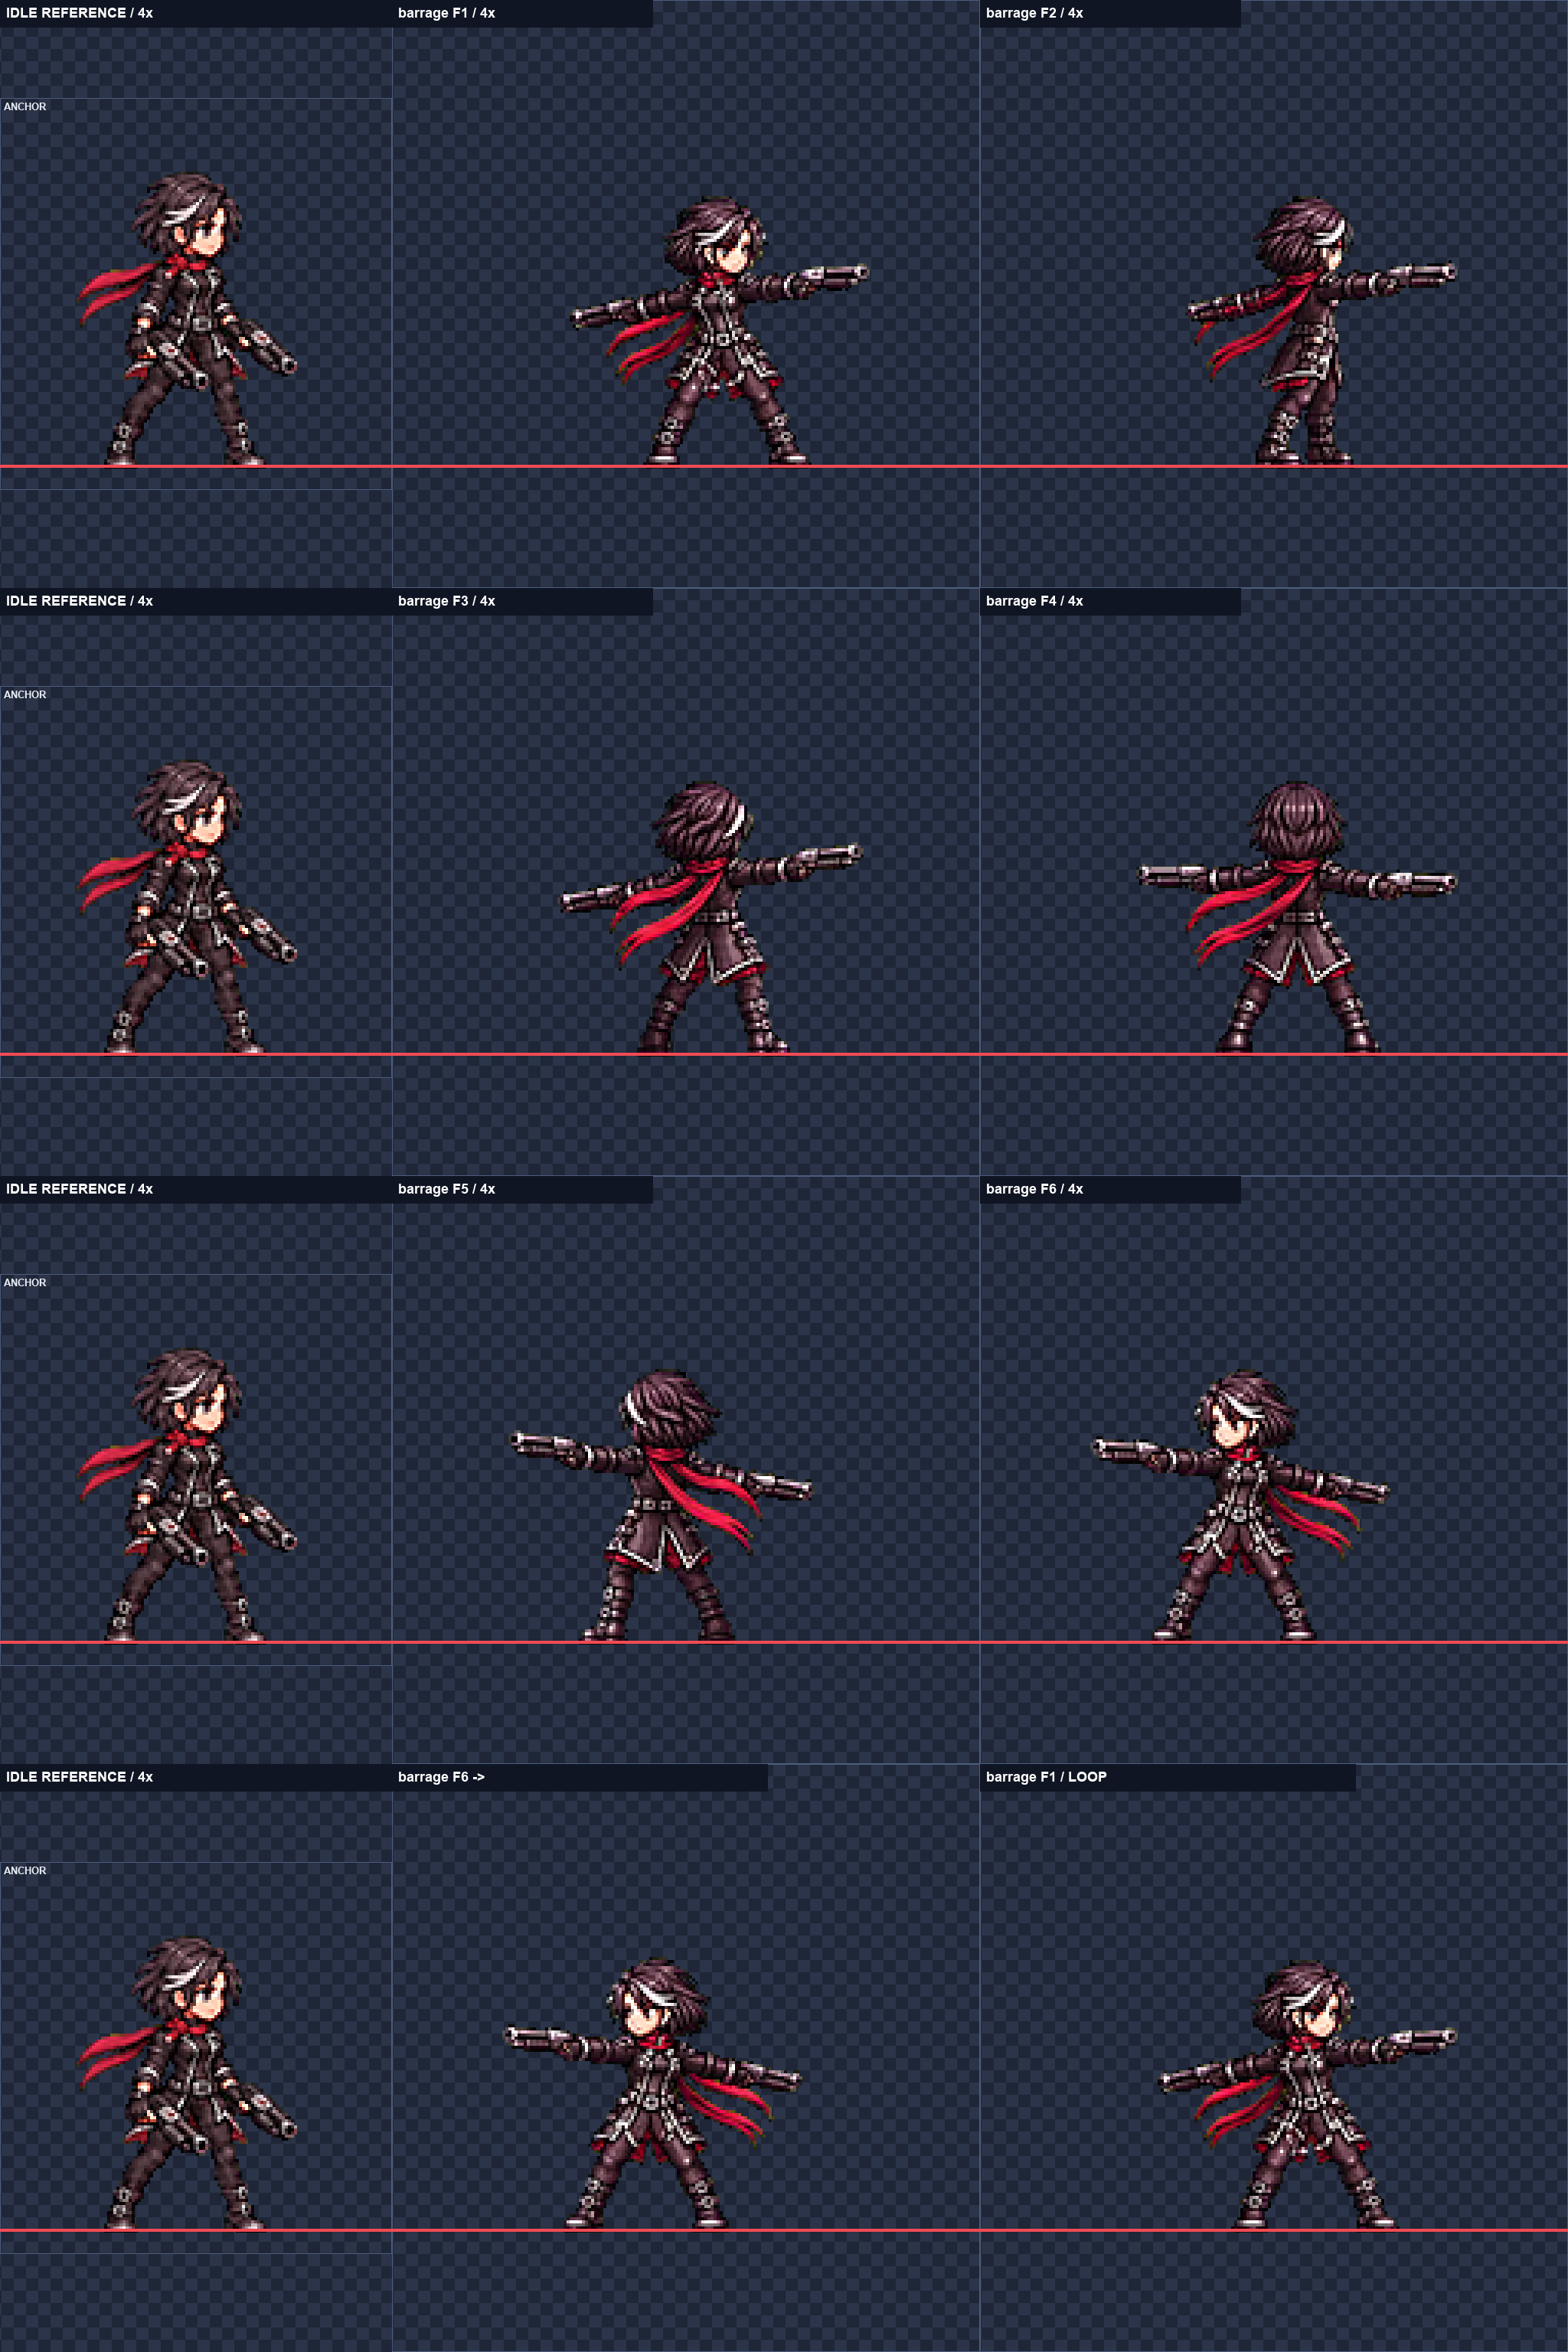 IDLE REFERENCE / 4x
barrage F1 / 4x
barrage F2 / 4x
ANCHOR
IDLE REFERENCE / 4x
barrage F3 / 4x
barrage F4 / 4x
ANCHOR
IDLE REFERENCE / 4x
barrage F5 / 4x
barrage F6 / 4x
ANCHOR
IDLE REFERENCE / 4x
barrage F6 ->
barrage F1 / LOOP
ANCHOR